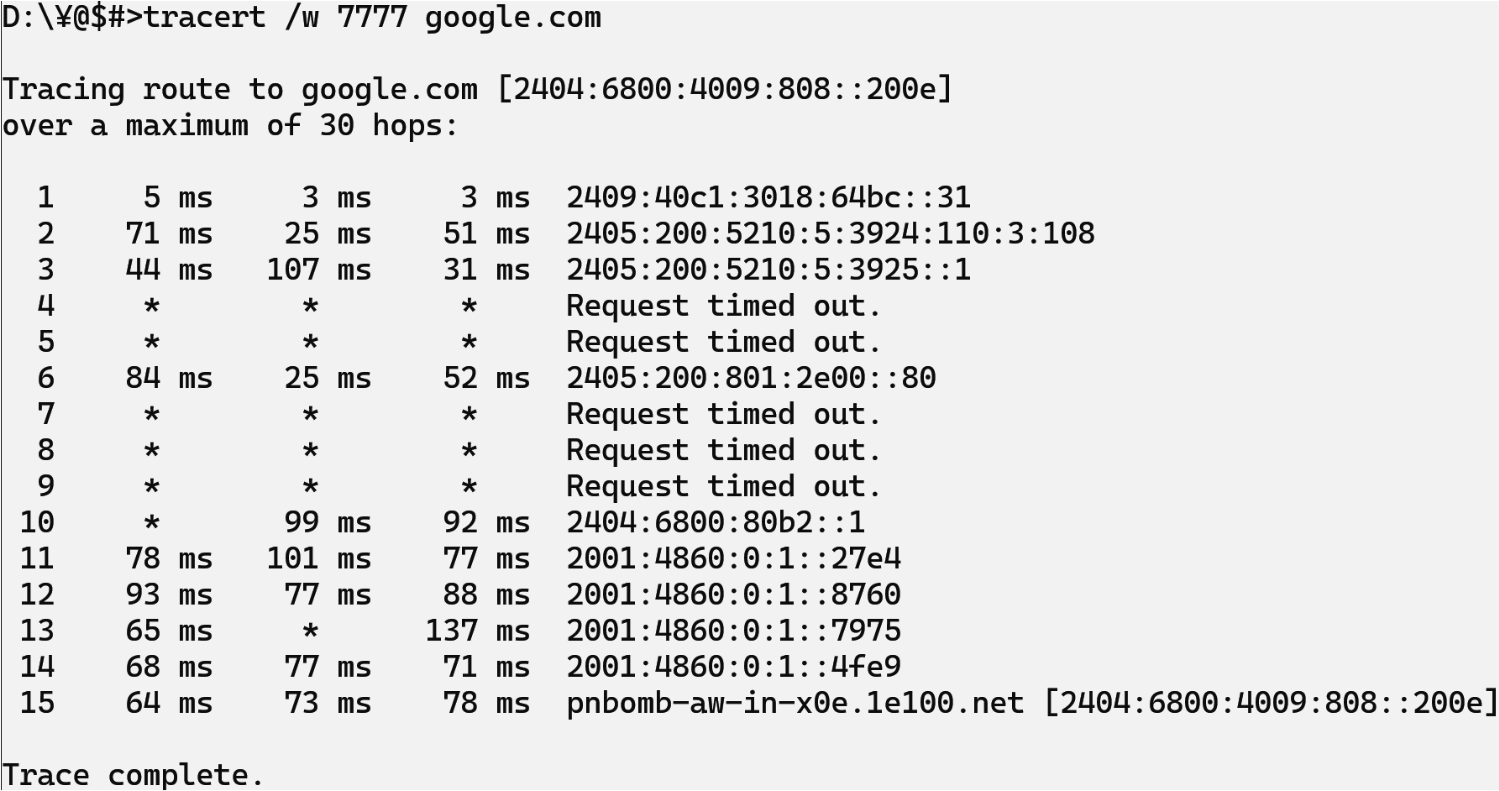 D:\¥@$#>tracert /w 7777 google.com
Tracing route to google.com [2404:6800:4009:808::200e]
over a maximum of 30 hops:
1 5 ms 3 ms 3 ms 2409:40c1:3018:64bc::31
2 71 ms 25 ms 51 ms 2405:200:5210:5:3924:110:3:108
3 44 ms 107 ms 31 ms 2405:200:5210:5:3925::1
4 * * * Request timed out.
5 * * * Request timed out.
6 84 ms 25 ms 52 ms 2405:200:801:2e00::80
7 * * * Request timed out.
8 * * * Request timed out.
9 * * * Request timed out.
10 * 99 ms 92 ms 2404:6800:80b2::1
11 78 ms 101 ms 77 ms 2001:4860:0:1::27e4
12 93 ms 77 ms 88 ms 2001:4860:0:1::8760
13 65 ms * 137 ms 2001:4860:0:1::7975
14 68 ms 77 ms 71 ms 2001:4860:0:1::4fe9
15 64 ms 73 ms 78 ms pnbomb-aw-in-x0e.1e100.net [2404:6800:4009:808::200e]
Trace complete.